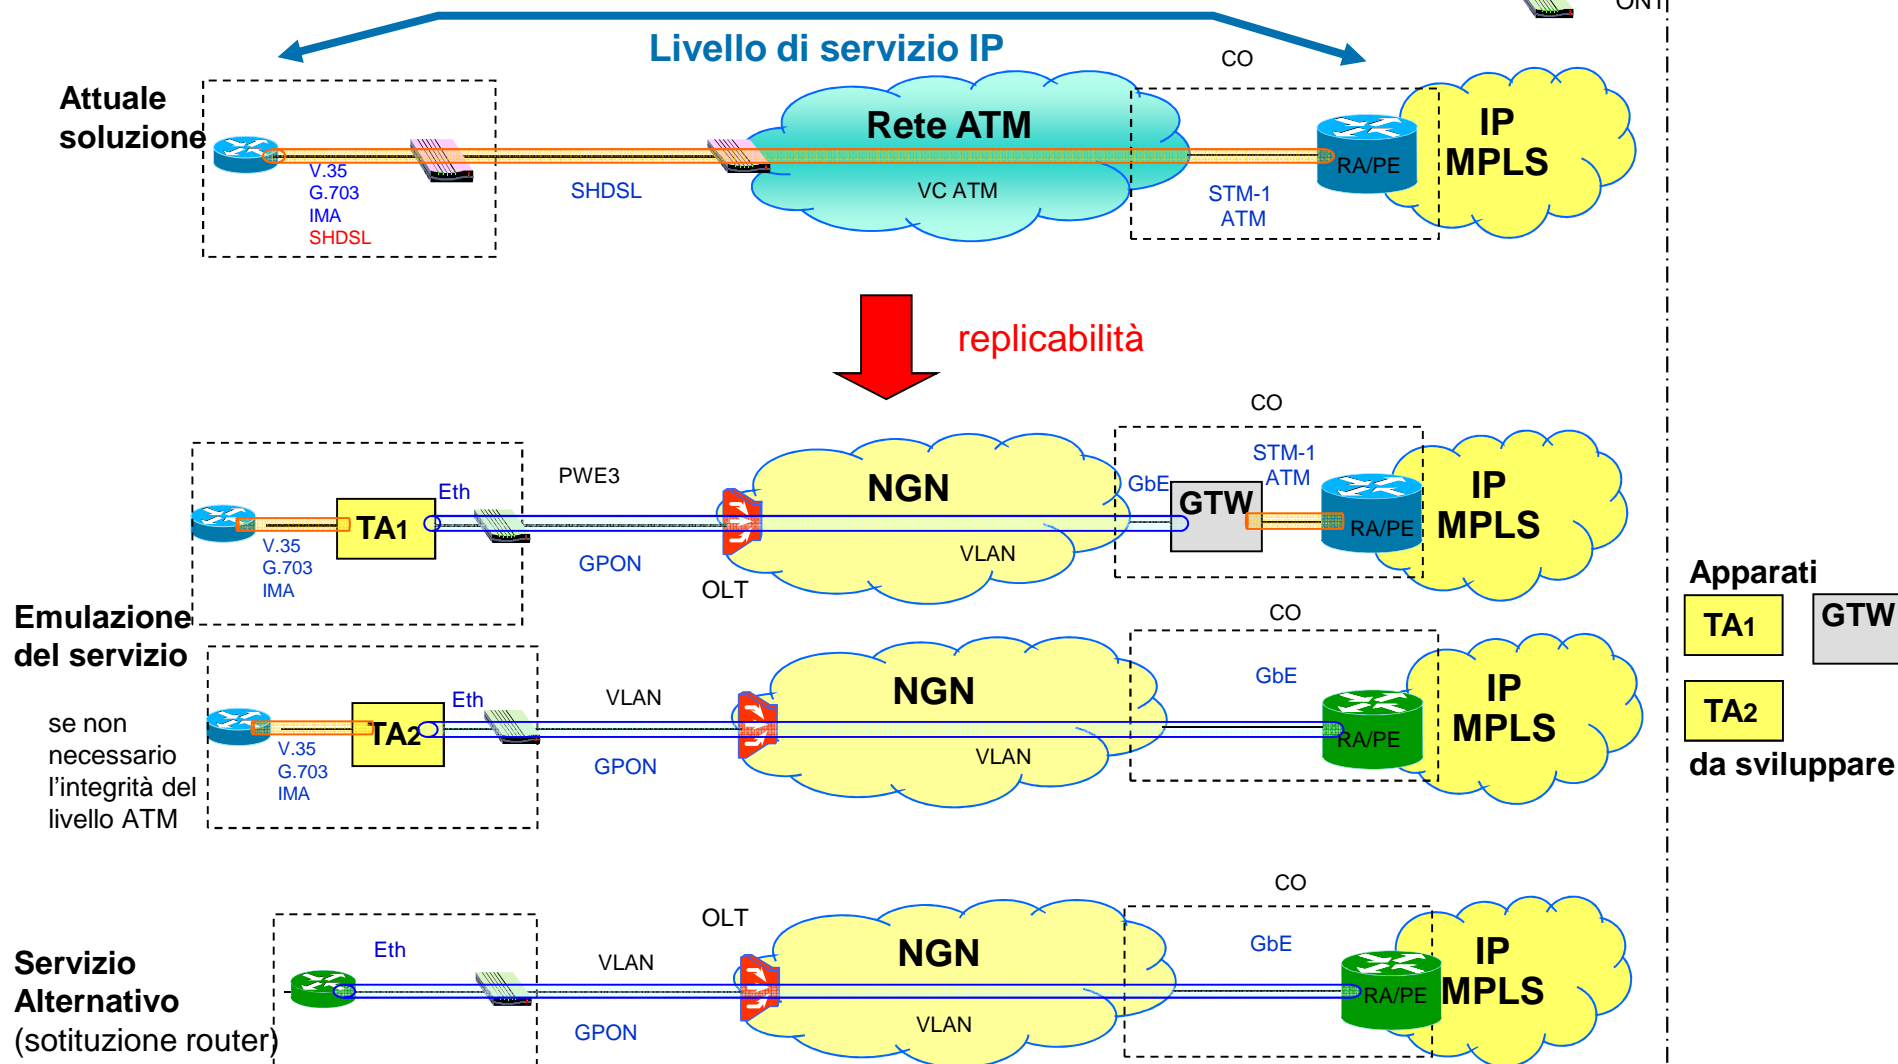 ONT
Livello di servizio IP
CO
Attuale
soluzione
Rete ATM
IP
MPLS
RA/PE
V.35
G.703
IMA
SHDSL
SHDSL
VC ATM
STM-1
ATM
replicabilità
CO
PWE3
NGN
STM-1
ATM
IP
MPLS
Eth
GbE
GTW
TA1
RA/PE
V.35
G.703
IMA
GPON
VLAN
OLT
Emulazione
del servizio
CO
Eth
VLAN
NGN
GbE
IP
MPLS
se non
necessario
l'integrità del
livello ATM
TA2
RA/PE
V.35
G.703
IMA
GPON
VLAN
Apparati
TA1
GTW
TA2
da sviluppare
CO
OLT
Eth
VLAN
NGN
GbE
IP
MPLS
Servizio
Alternativo
(sotituzione router)
RA/PE
GPON
VLAN